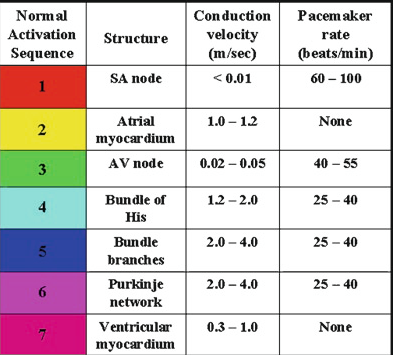 Normal Activation Sequence | Structure | Conduction velocity (m/sec) | Pacemaker rate (beats/min)
1 | SA node | < 0.01 | 60 – 100
2 | Atrial myocardium | 1.0 – 1.2 | None
3 | AV node | 0.02 – 0.05 | 40 – 55
4 | Bundle of His | 1.2 – 2.0 | 25 – 40
5 | Bundle branches | 2.0 – 4.0 | 25 – 40
6 | Purkinje network | 2.0 – 4.0 | 25 – 40
7 | Ventricular myocardium | 0.3 – 1.0 | None